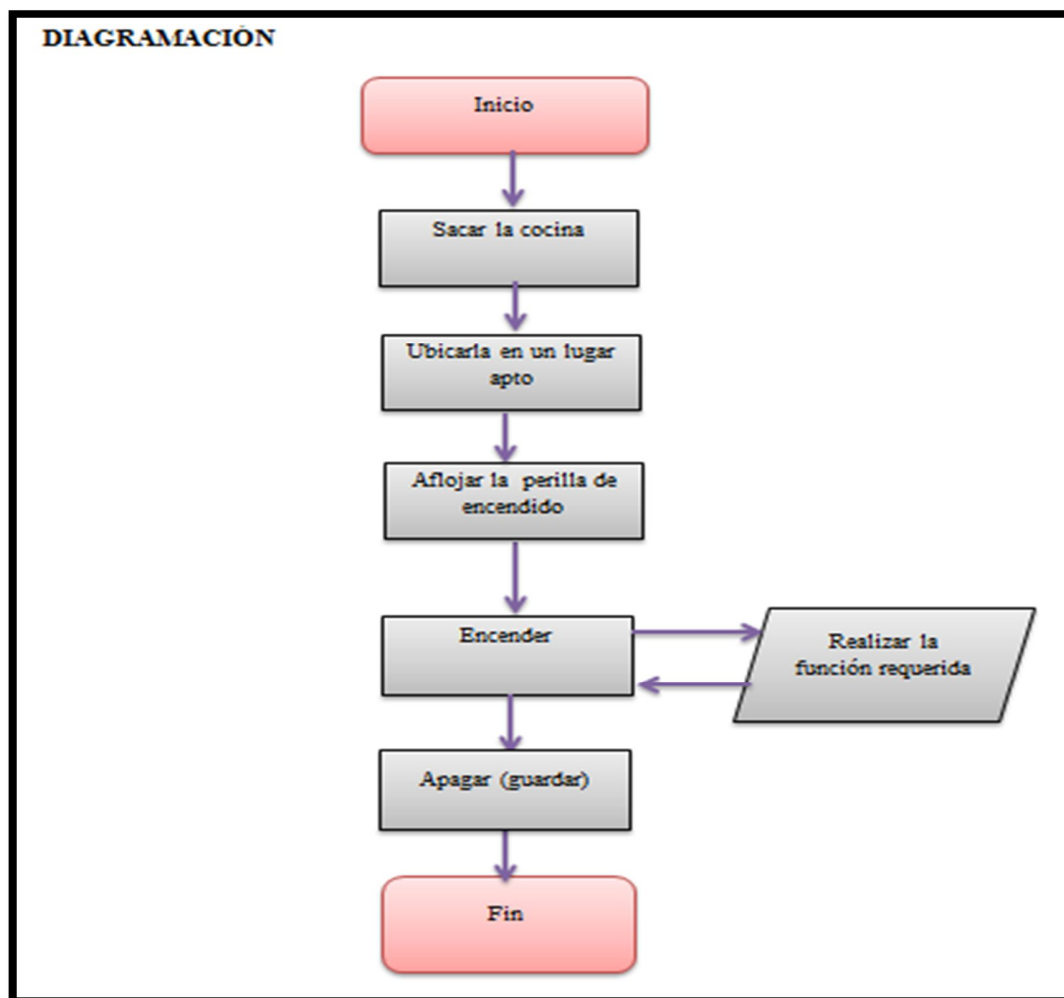 DIAGRAMACIÓN
Inicio
Sacar la cocina
Ubicarla en un lugar
apto
Aflojar la perilla de
encendido
Encender
Realizar la
función requerida
Apagar (guardar)
Fin